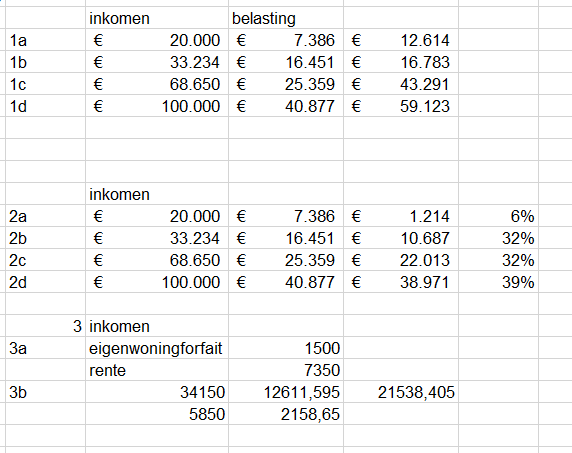 inkomen belasting
1a € 20.000 € 7.386 € 12.614
1b € 33.234 € 16.451 € 16.783
1c € 68.650 € 25.359 € 43.291
1d € 100.000 € 40.877 € 59.123
inkomen
2a € 20.000 € 7.386 € 1.214 6%
2b € 33.234 € 16.451 € 10.687 32%
2c € 68.650 € 25.359 € 22.013 32%
2d € 100.000 € 40.877 € 38.971 39%
3 inkomen
3a eigenwoningforfait 1500
rente 7350
3b 34150 12611,595 21538,405
5850 2158,65